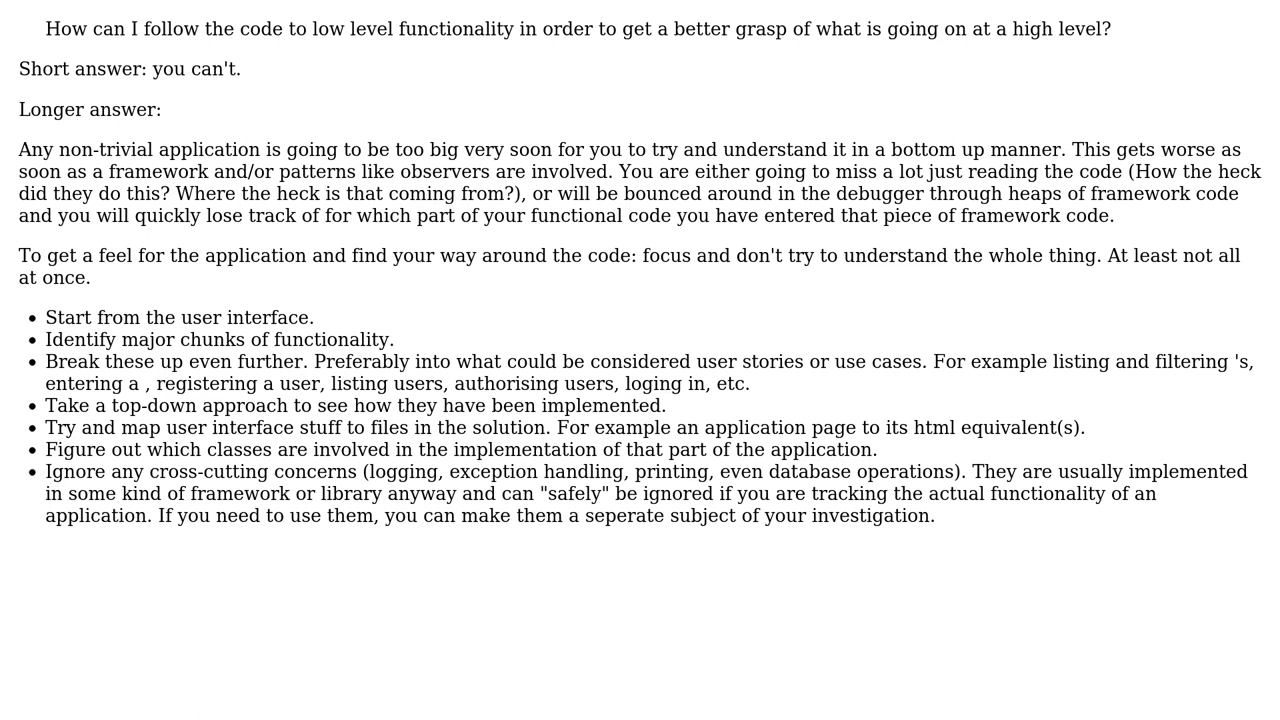 How can I follow the code to low level functionality in order to get a better grasp of what is going on at a high level?
Short answer: you can't.
Longer answer:
Any non-trivial application is going to be too big very soon for you to try and understand it in a bottom up manner. This gets worse as
soon as a framework and/or patterns like observers are involved. You are either going to miss a lot just reading the code (How the heck
did they do this? Where the heck is that coming from?), or will be bounced around in the debugger through heaps of framework code
and you will quickly lose track of for which part of your functional code you have entered that piece of framework code.
To get a feel for the application and find your way around the code: focus and don't try to understand the whole thing. At least not all
at once.
• Start from the user interface.
• Identify major chunks of functionality.
• Break these up even further. Preferably into what could be considered user stories or use cases. For example listing and filtering 's,
entering a , registering a user, listing users, authorising users, loging in, etc.
• Take a top-down approach to see how they have been implemented.
• Try and map user interface stuff to files in the solution. For example an application page to its html equivalent(s).
• Figure out which classes are involved in the implementation of that part of the application.
• Ignore any cross-cutting concerns (logging, exception handling, printing, even database operations). They are usually implemented
in some kind of framework or library anyway and can "safely" be ignored if you are tracking the actual functionality of an
application. If you need to use them, you can make them a seperate subject of your investigation.